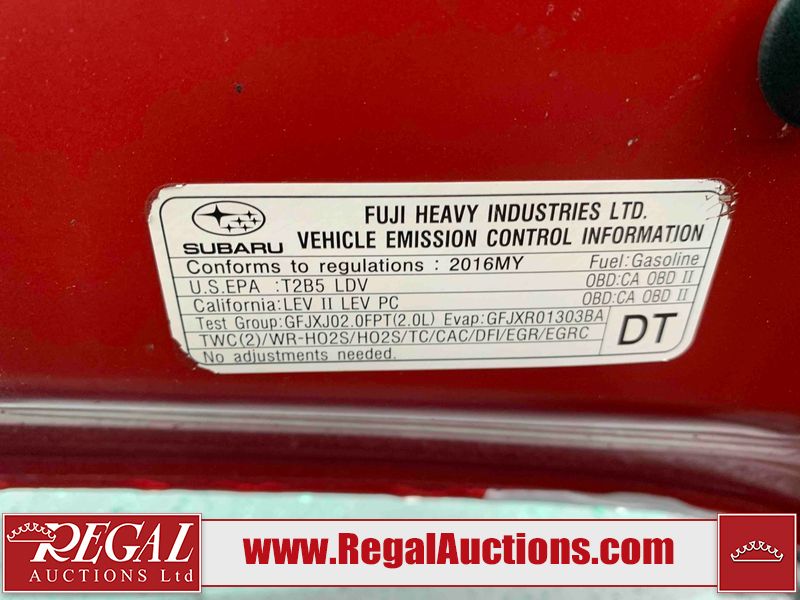 FUJI HEAVY INDUSTRIES LTD.
SUBARU
VEHICLE EMISSION CONTROL INFORMATION
Conforms to regulations : 2016MY Fuel:Gasoline
U.S.EPA :T2B5 LDV OBD:CA OBD II
California:LEV II LEV PC OBD:CA OBD II
Test Group:GFJXJ02.0FPT(2.0L) Evap:GFJXR01303BA
TWC(2)/WR-HO2S/HO2S/TC/CAC/DFI/EGR/EGRC
DT
No adjustments needed.
REGAL
AUCTIONS Ltd
www.RegalAuctions.com